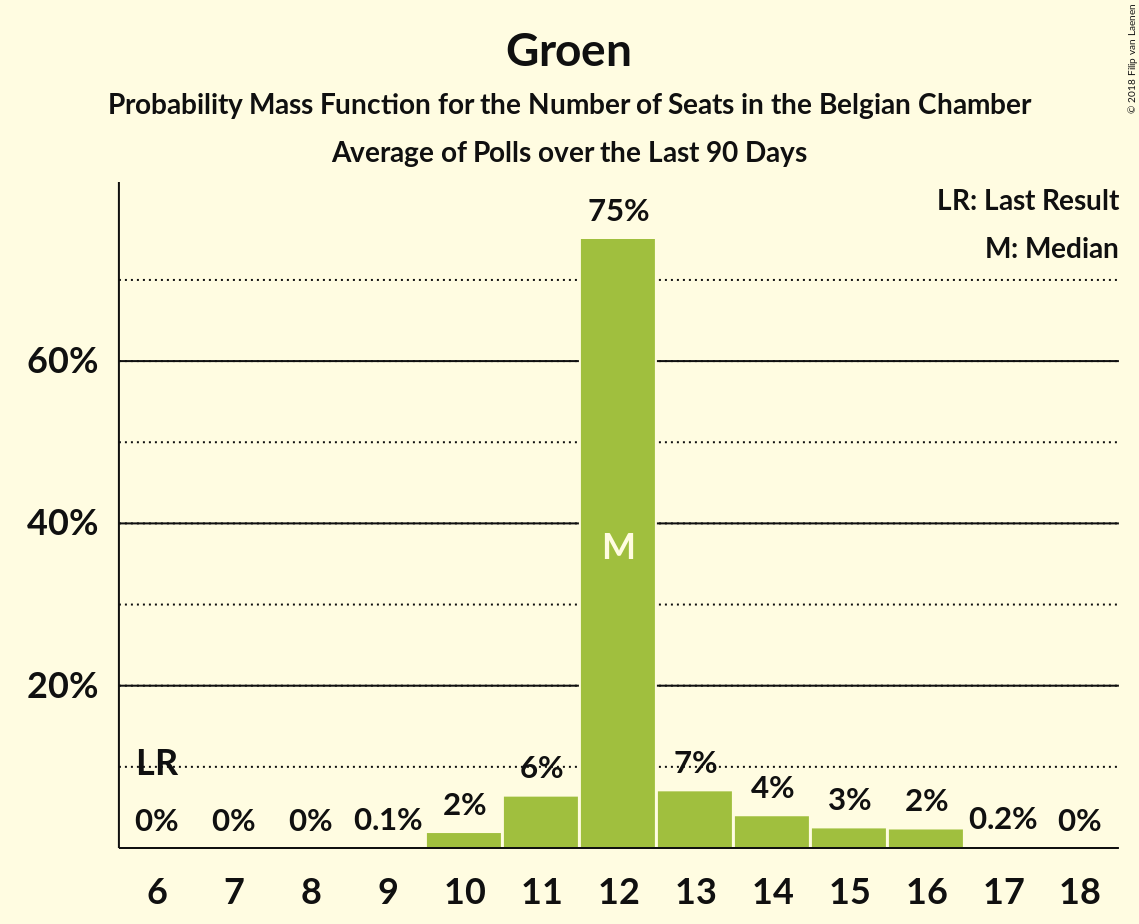 Groen
Probability Mass Function for the Number of Seats in the Belgian Chamber
Average of Polls over the Last 90 Days
© 2018 Filip van Laenen
LR: Last Result
M: Median
75%
60%
40%
M
20%
LR
0% 0% 0% 0.1% 2% 6% 7% 4% 3% 2% 0.2% 0%
6 7 8 9 10 11 12 13 14 15 16 17 18